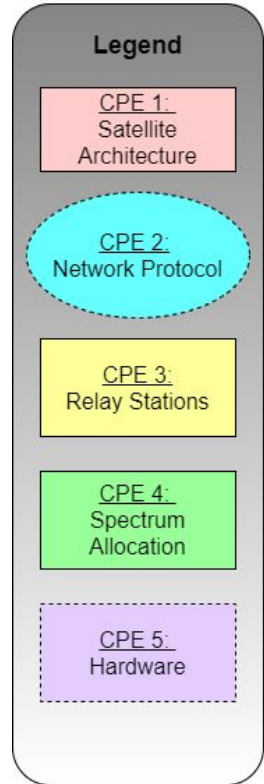 Legend
CPE 1:
Satellite
Architecture
CPE 2:
Network Protocol
CPE 3:
Relay Stations
CPE 4:
Spectrum
Allocation
CPE 5:
Hardware